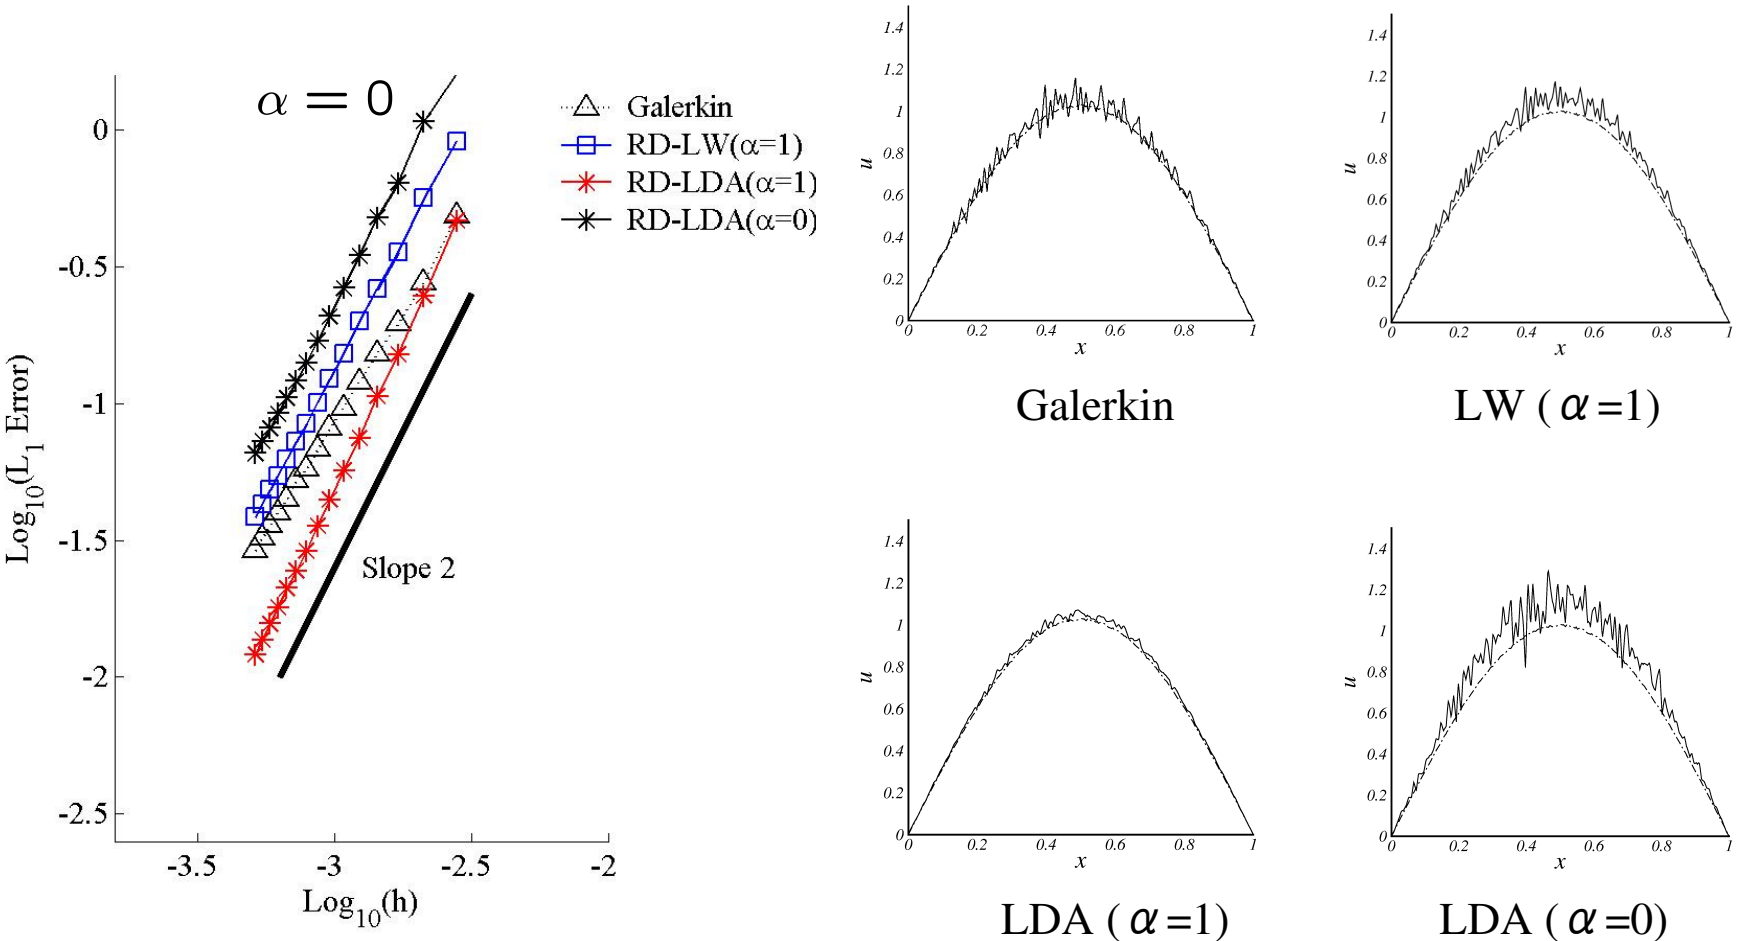 α = 0
Galerkin
RD-LW(α=1)
RD-LDA(α=1)
RD-LDA(α=0)
0
-0.5
-1
-1.5
-2
-2.5
Log10(L1 Error)
Slope 2
-3.5
-3
-2.5
-2
Log10(h)
1.4
1.2
1
0.8
0.6
0.4
0.2
0
u
0 0.2 0.4 0.6 0.8 1
x
Galerkin
1.4
1.2
1
0.8
0.6
0.4
0.2
0
u
0 0.2 0.4 0.6 0.8 1
x
LW (α=1)
1.4
1.2
1
0.8
0.6
0.4
0.2
0
u
0 0.2 0.4 0.6 0.8 1
x
LDA (α=1)
1.4
1.2
1
0.8
0.6
0.4
0.2
0
u
0 0.2 0.4 0.6 0.8 1
x
LDA (α=0)